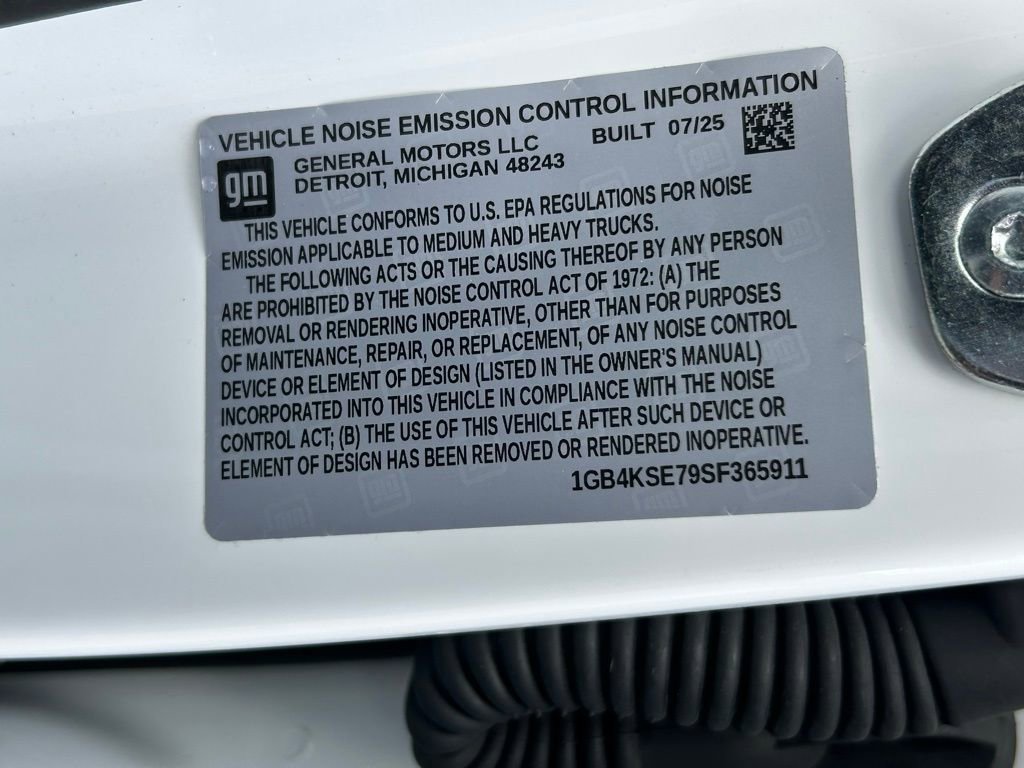 VEHICLE NOISE EMISSION CONTROL INFORMATION
gm
GENERAL MOTORS LLC BUILT 07/25
DETROIT, MICHIGAN 48243
THIS VEHICLE CONFORMS TO U.S. EPA REGULATIONS FOR NOISE
EMISSION APPLICABLE TO MEDIUM AND HEAVY TRUCKS.
THE FOLLOWING ACTS OR THE CAUSING THEREOF BY ANY PERSON
ARE PROHIBITED BY THE NOISE CONTROL ACT OF 1972: (A) THE
REMOVAL OR RENDERING INOPERATIVE, OTHER THAN FOR PURPOSES
OF MAINTENANCE, REPAIR, OR REPLACEMENT, OF ANY NOISE CONTROL
DEVICE OR ELEMENT OF DESIGN (LISTED IN THE OWNER'S MANUAL)
INCORPORATED INTO THIS VEHICLE IN COMPLIANCE WITH THE NOISE
CONTROL ACT; (B) THE USE OF THIS VEHICLE AFTER SUCH DEVICE OR
ELEMENT OF DESIGN HAS BEEN REMOVED OR RENDERED INOPERATIVE.
1GB4KSE79SF365911